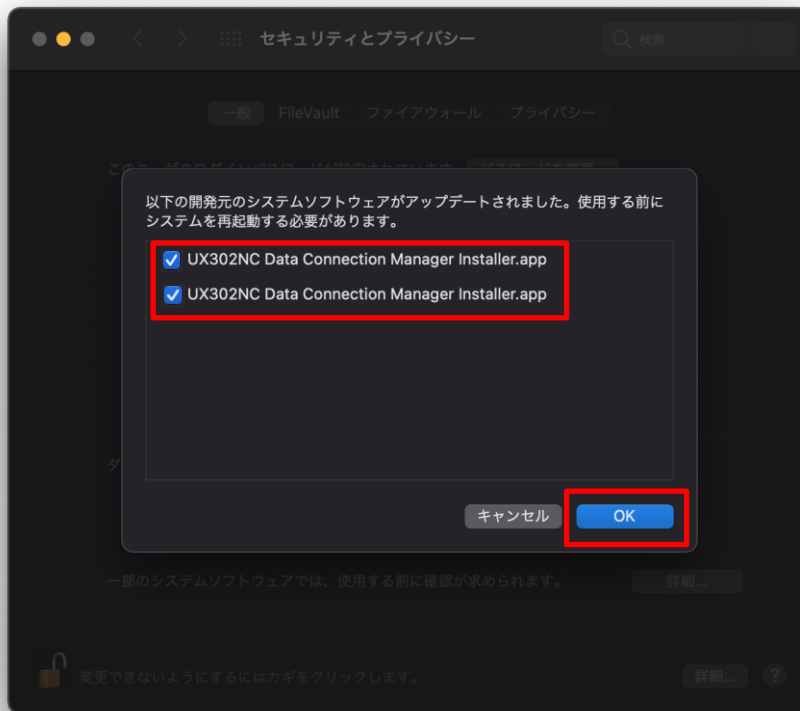 セキュリティとプライバシー
検索
一般 FileVault ファイアウォール プライバシー
以下の開発元のシステムソフトウェアがアップデートされました。使用する前に
システムを再起動する必要があります。
UX302NC Data Connection Manager Installer.app
UX302NC Data Connection Manager Installer.app
ダ
キャンセル
OK
一部のシステムソフトウェアでは、使用する前に確認が求められます。
詳細...
変更できないようにするにはカギをクリックします。
詳細...
?